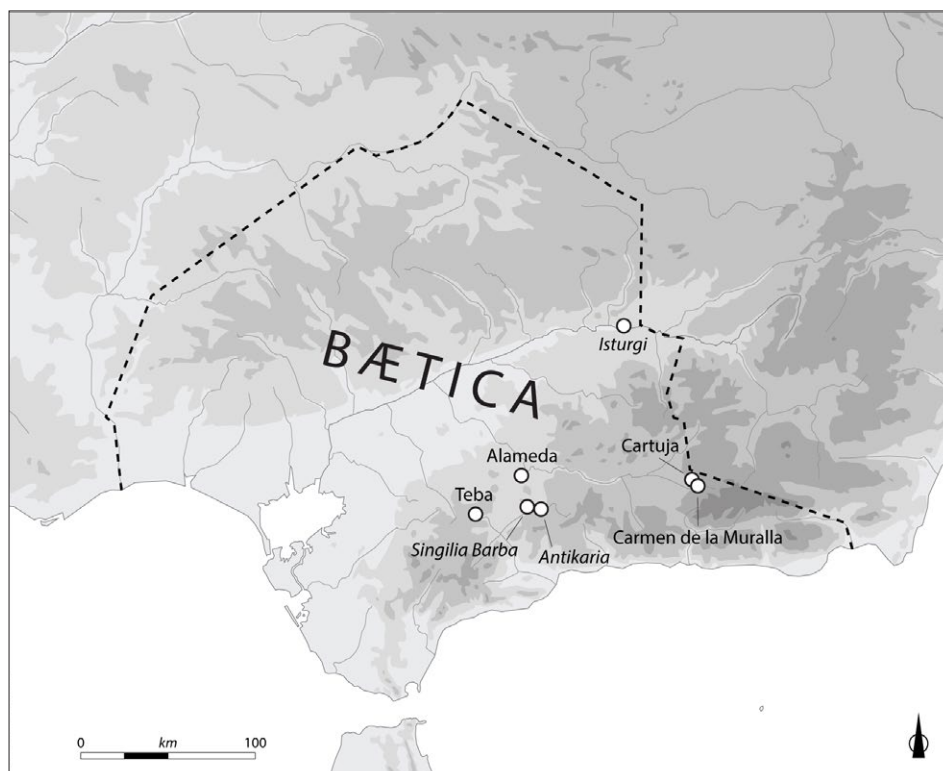 BÆTICA
Isturgi
Cartuja
Alameda
Teba
Singilia Barba
Antikaria
Carmen de la Muralla
0 km 100